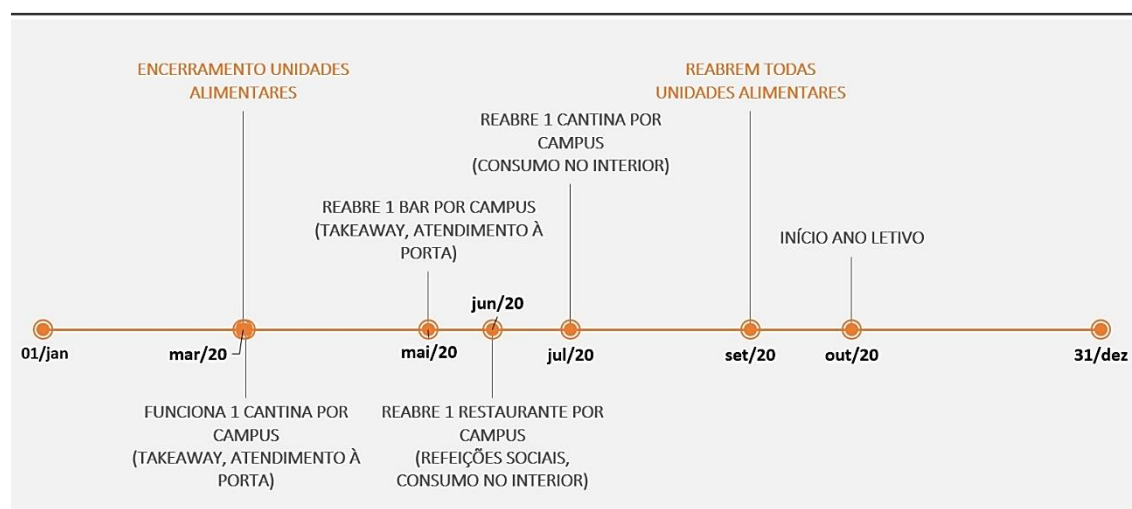 ENCERRAMENTO UNIDADES
ALIMENTARES
REABREM TODAS
UNIDADES ALIMENTARES
REABRE 1 CANTINA POR
CAMPUS
(CONSUMO NO INTERIOR)
REABRE 1 BAR POR CAMPUS
(TAKEAWAY, ATENDIMENTO À
PORTA)
INÍCIO ANO LETIVO
jun/20
01/jan
mar/20
mai/20
jul/20
set/20
out/20
31/dez
FUNCIONA 1 CANTINA POR
CAMPUS
(TAKEAWAY, ATENDIMENTO À
PORTA)
REABRE 1 RESTAURANTE POR
CAMPUS
(REFEIÇÕES SOCIAIS,
CONSUMO NO INTERIOR)